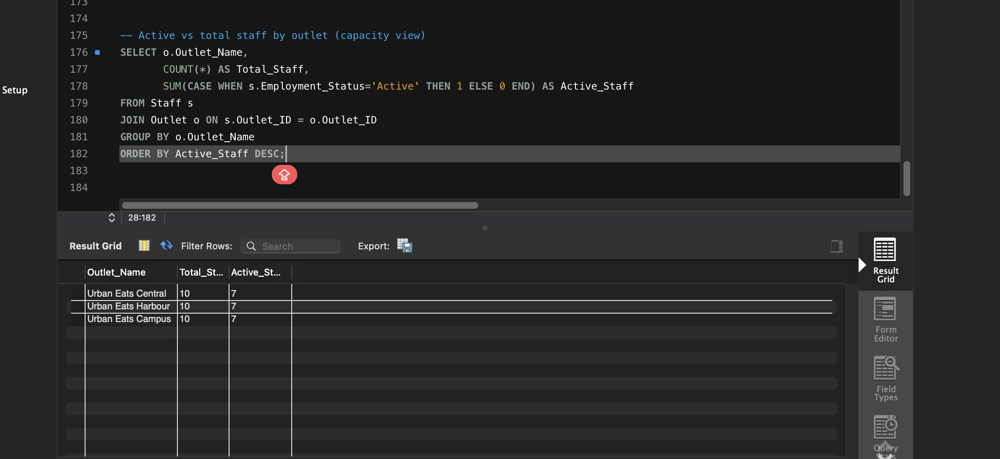 173
174
175 -- Active vs total staff by outlet (capacity view)
176 SELECT o.Outlet_Name,
177 COUNT(*) AS Total_Staff,
178 SUM(CASE WHEN s.Employment_Status='Active' THEN 1 ELSE 0 END) AS Active_Staff
Setup
179 FROM Staff s
180 JOIN Outlet o ON s.Outlet_ID = o.Outlet_ID
181 GROUP BY o.Outlet_Name
182 ORDER BY Active_Staff DESC;
183
184
28:182
Result Grid Filter Rows: Search Export:
Outlet_Name Total_St... Active_St...
Urban Eats Central 10 7
Urban Eats Harbour 10 7
Urban Eats Campus 10 7
Result
Grid
Form
Editor
Field
Types
Query
Stats